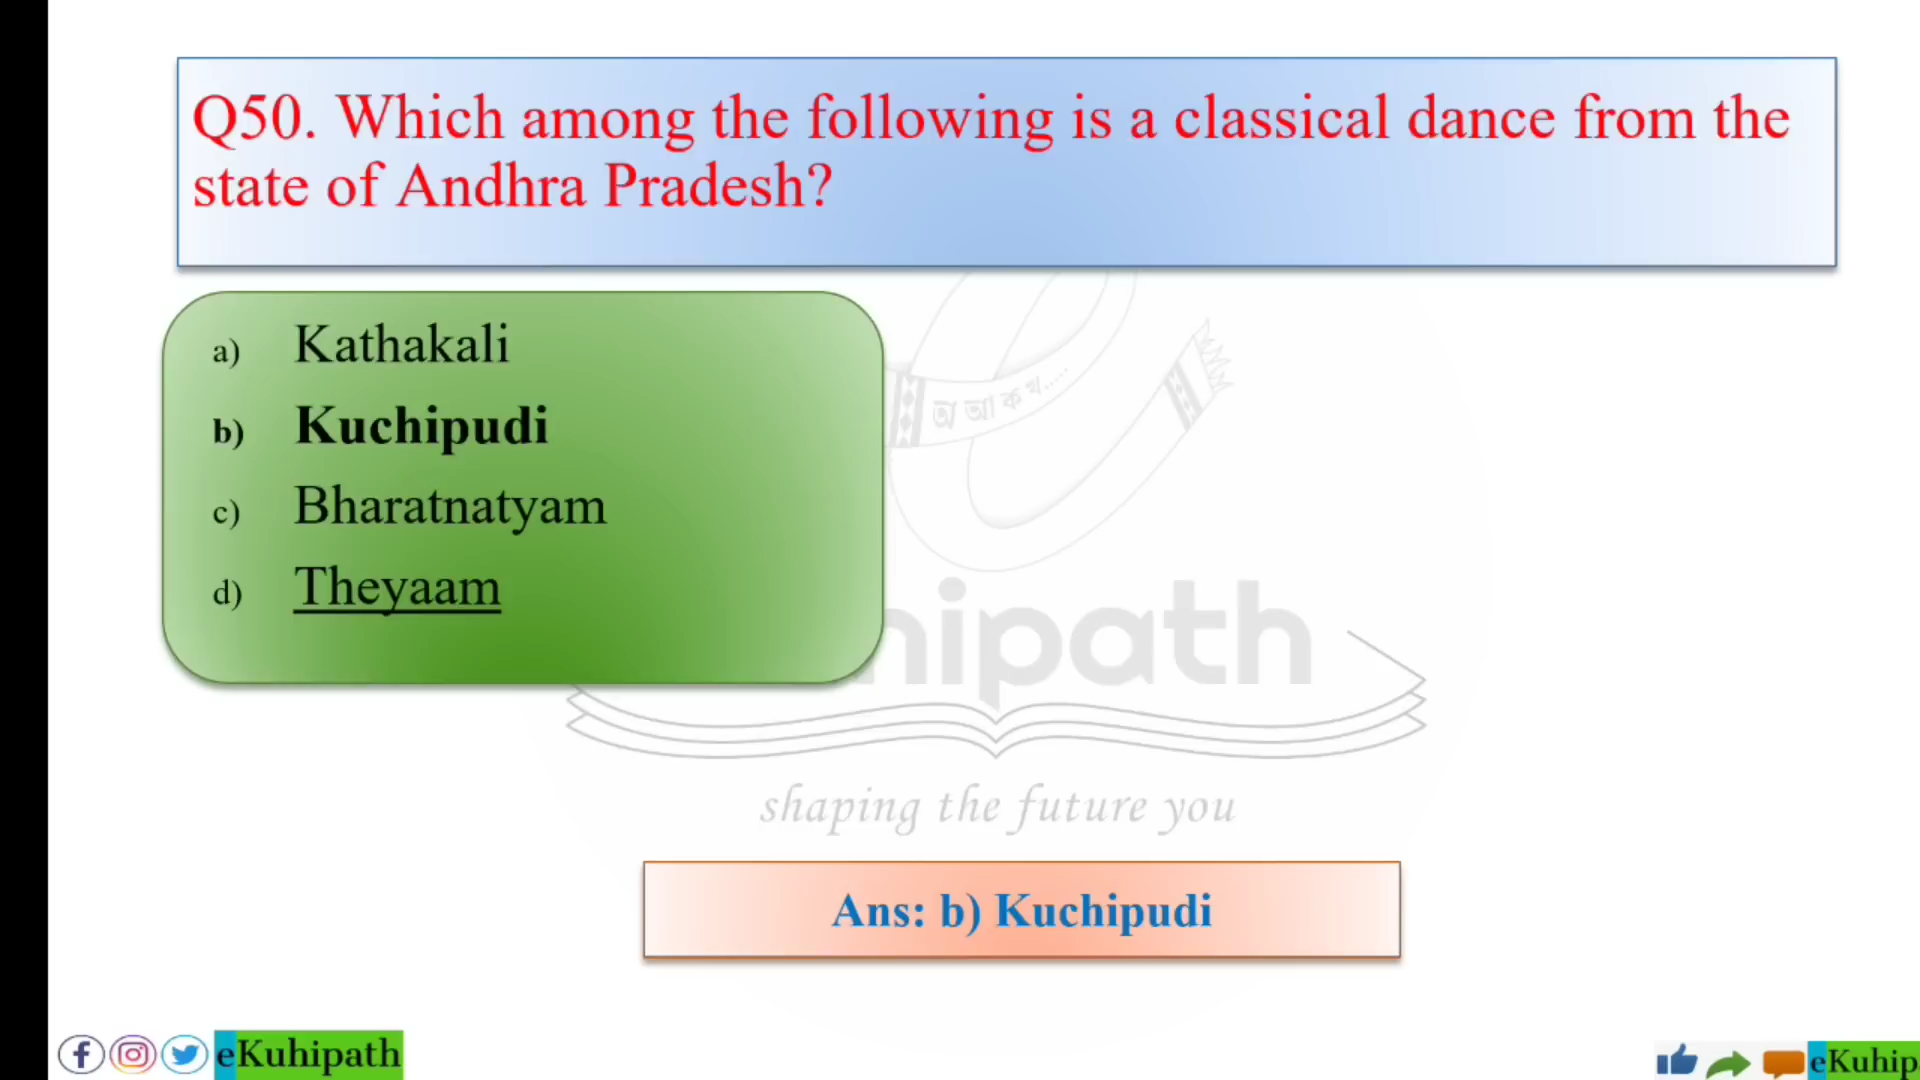 Q50. Which among the following is a classical dance from the
state of Andhra Pradesh?
a) Kathakali
b) Kuchipudi
c) Bharatnatyam
d) Theyaam
অ আ ক খ.....
hipath
shaping the future you
Ans: b) Kuchipudi
eKuhipath
eKuhip